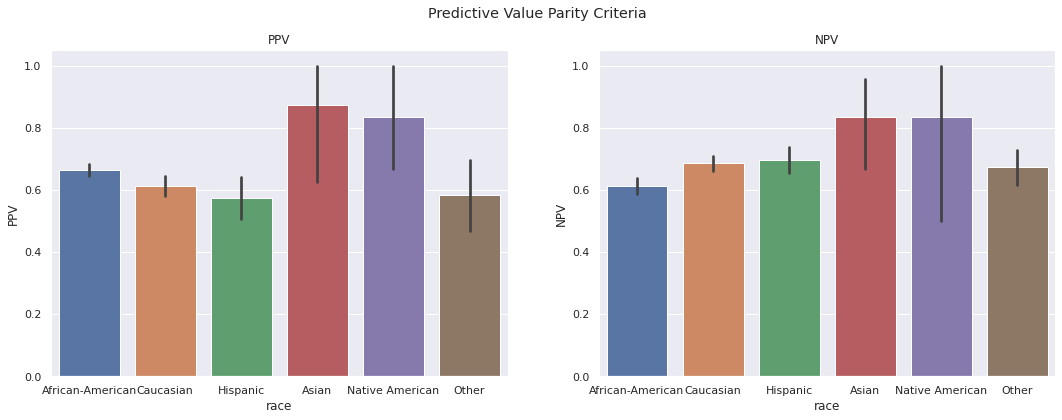 Predictive Value Parity Criteria
PPV
1.0
0.8
0.6
0.4
0.2
0.0
PPV
African-American Caucasian Hispanic Asian Native American Other
race
NPV
1.0
0.8
0.6
0.4
0.2
0.0
NPV
African-American Caucasian Hispanic Asian Native American Other
race